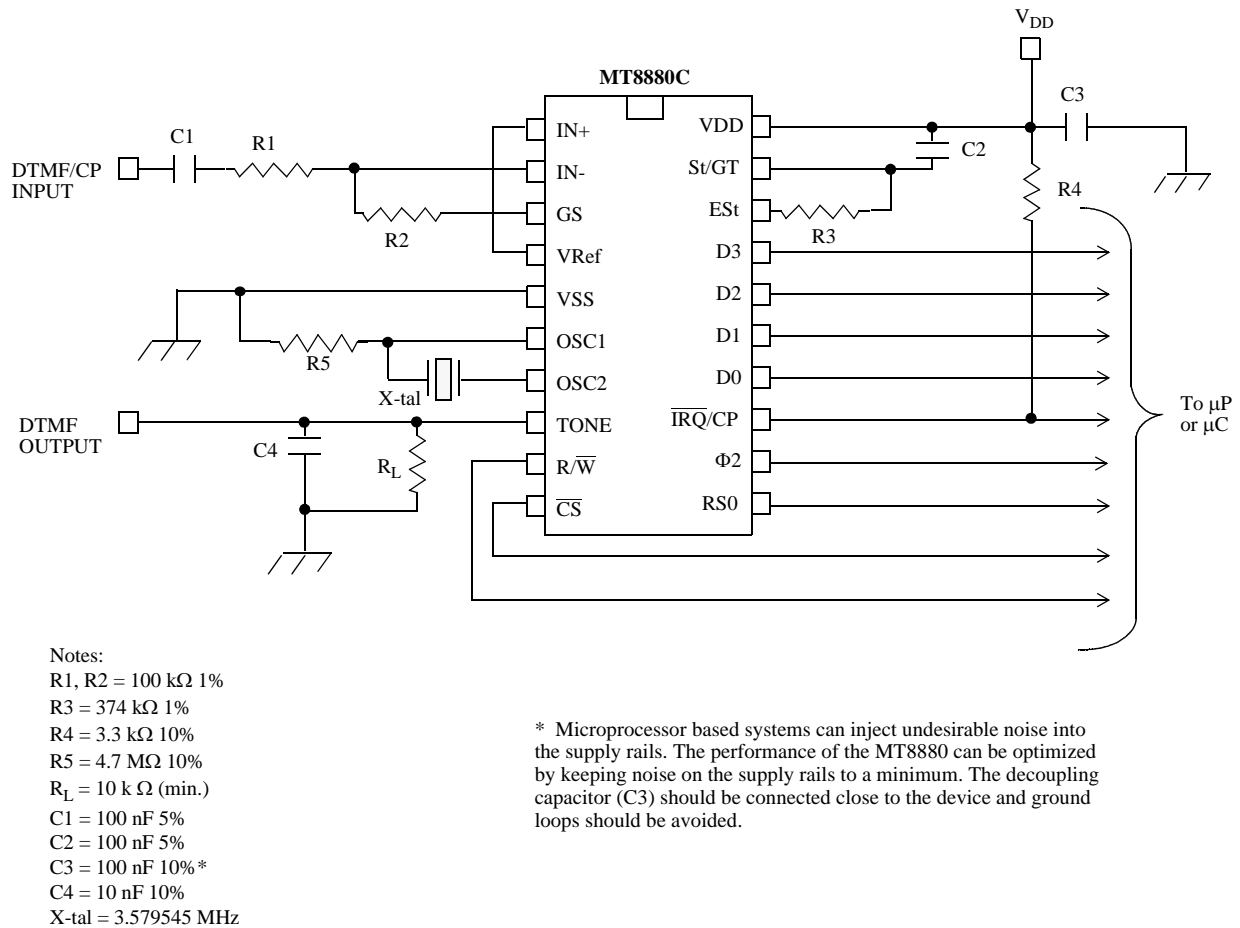 V_DD
MT8880C
C3
C1
R1
IN+
VDD
C2
DTMF/CP
INPUT
IN-
St/GT
R4
GS
ESt
R2
R3
VRef
D3
VSS
D2
OSC1
D1
R5
OSC2
D0
X-tal
To µP
or µC
DTMF
OUTPUT
TONE
I̅R̅Q̅/CP
C4
R_L
R/W̅
Φ2
C̅S̅
RS0
Notes:
R1, R2 = 100 kΩ 1%
R3 = 374 kΩ 1%
R4 = 3.3 kΩ 10%
R5 = 4.7 MΩ 10%
R_L = 10 k Ω (min.)
C1 = 100 nF 5%
C2 = 100 nF 5%
C3 = 100 nF 10%*
C4 = 10 nF 10%
X-tal = 3.579545 MHz
* Microprocessor based systems can inject undesirable noise into
the supply rails. The performance of the MT8880 can be optimized
by keeping noise on the supply rails to a minimum. The decoupling
capacitor (C3) should be connected close to the device and ground
loops should be avoided.